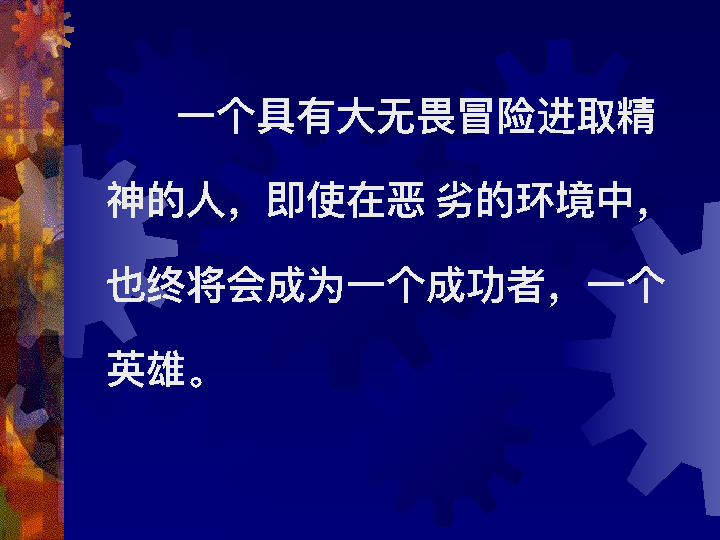 一个具有大无畏冒险进取精
神的人，即使在恶 劣的环境中，
也终将会成为一个成功者，一个
英雄。